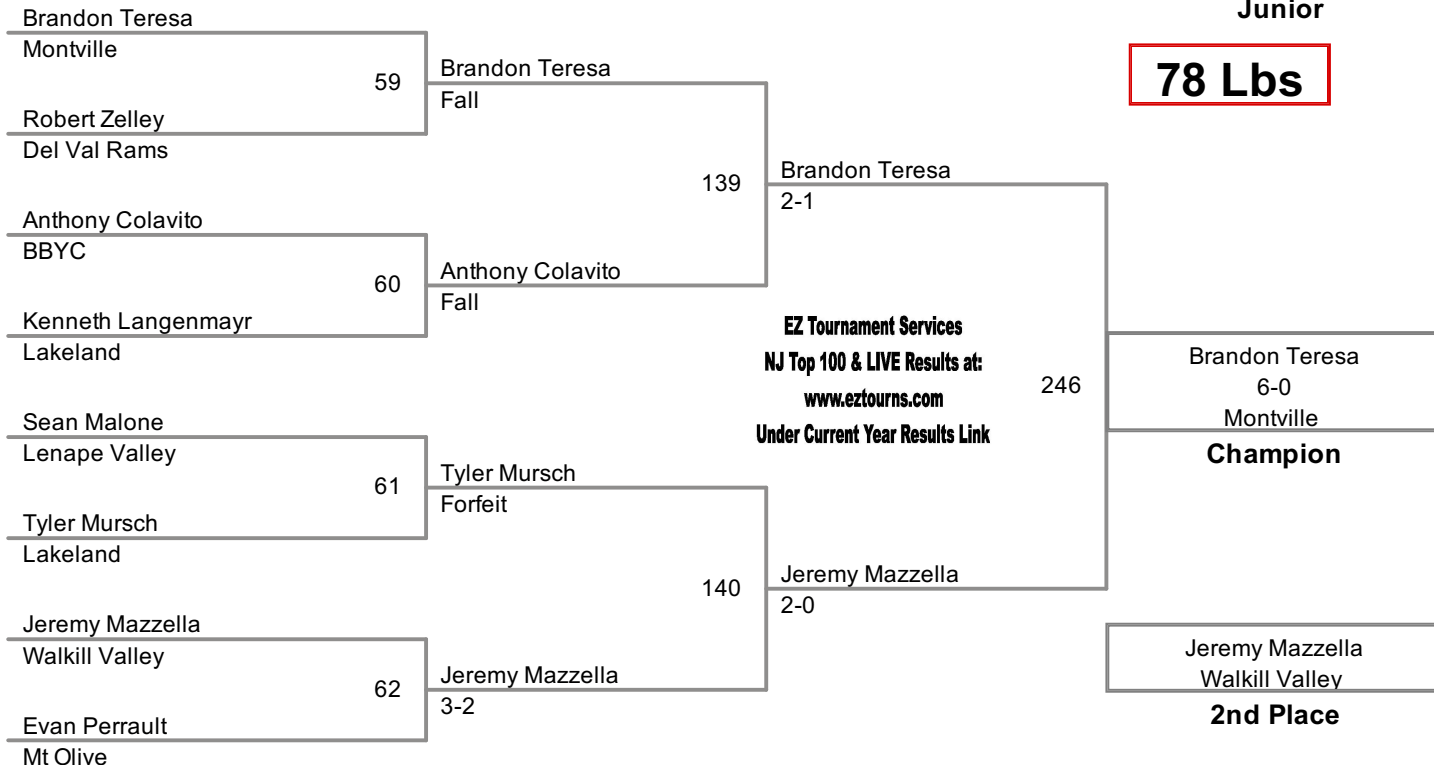 Junior
78 Lbs
Brandon Teresa
Montville
59
Robert Zelley
Del Val Rams
Brandon Teresa
Fall
Anthony Colavito
BBYC
60
Kenneth Langenmayr
Lakeland
Anthony Colavito
Fall
139
Brandon Teresa
2-1
Sean Malone
Lenape Valley
61
Tyler Mursch
Lakeland
Tyler Mursch
Forfeit
Jeremy Mazzella
Walkill Valley
62
Evan Perrault
Mt Olive
Jeremy Mazzella
3-2
140
Jeremy Mazzella
2-0
EZ Tournament Services
NJ Top 100 & LIVE Results at:
www.eztourns.com
Under Current Year Results Link
246
Brandon Teresa
6-0
Montville
Champion
Jeremy Mazzella
Walkill Valley
2nd Place